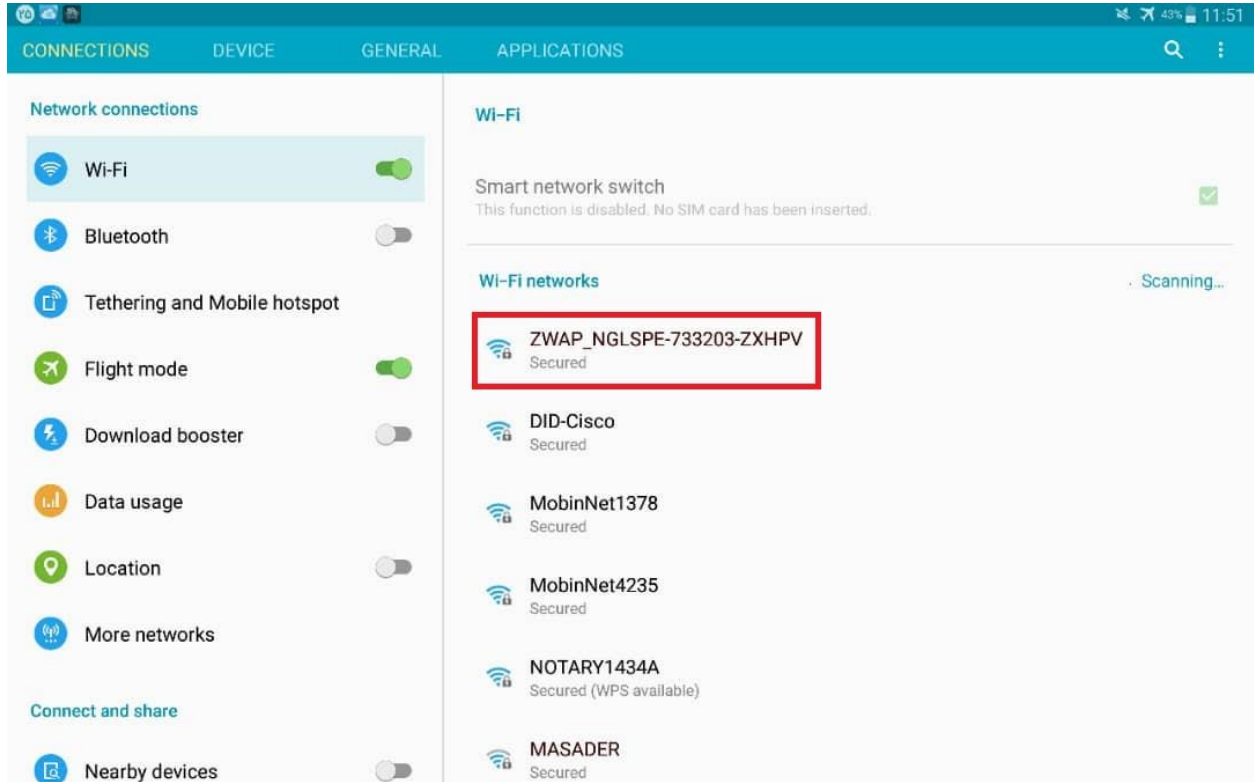 ۲۵ 43% 11:51
CONNECTIONS DEVICE GENERAL APPLICATIONS
Network connections
Wi-Fi
Bluetooth
Tethering and Mobile hotspot
Flight mode
Download booster
Data usage
Location
More networks
Connect and share
Nearby devices
Wi-Fi
Smart network switch
This function is disabled. No SIM card has been inserted.
Wi-Fi networks Scanning...
ZWAP_NGLSPE-733203-ZXHPV
Secured
DID-Cisco
Secured
MobinNet1378
Secured
MobinNet4235
Secured
NOTARY1434A
Secured (WPS available)
MASADER
Secured